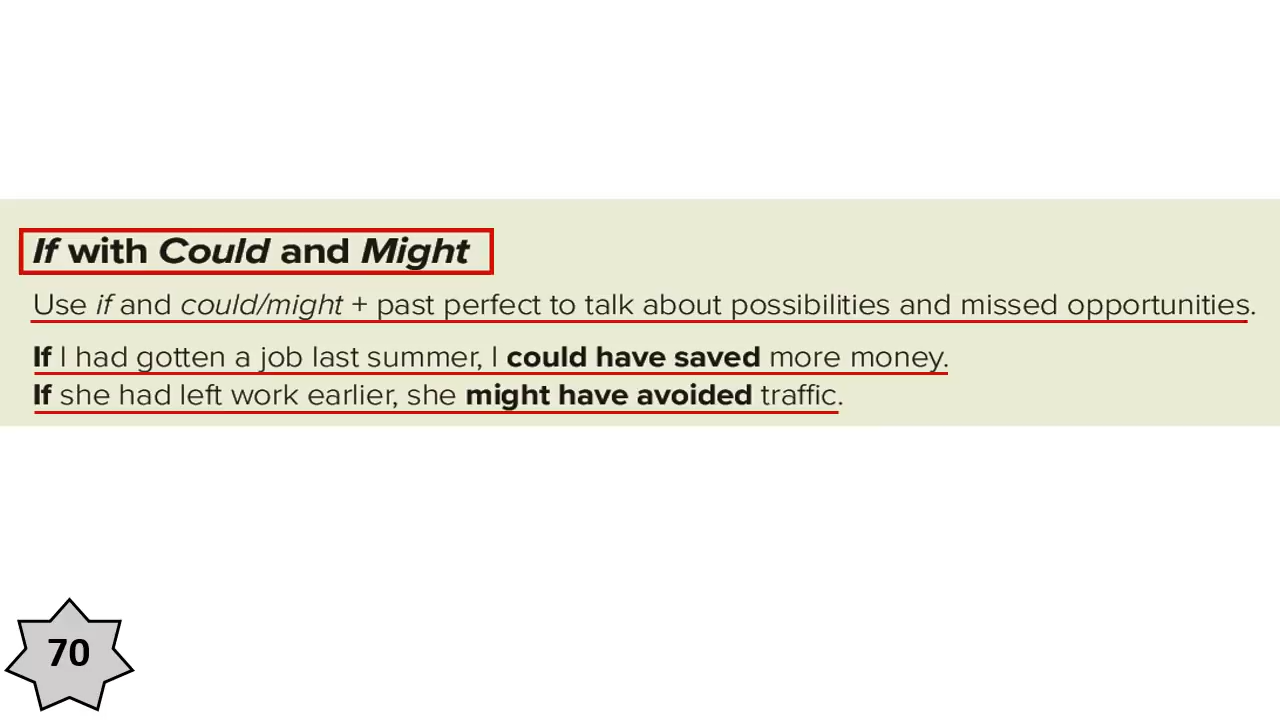 If with Could and Might
Use if and could/might + past perfect to talk about possibilities and missed opportunities.
If I had gotten a job last summer, I could have saved more money.
If she had left work earlier, she might have avoided traffic.
70